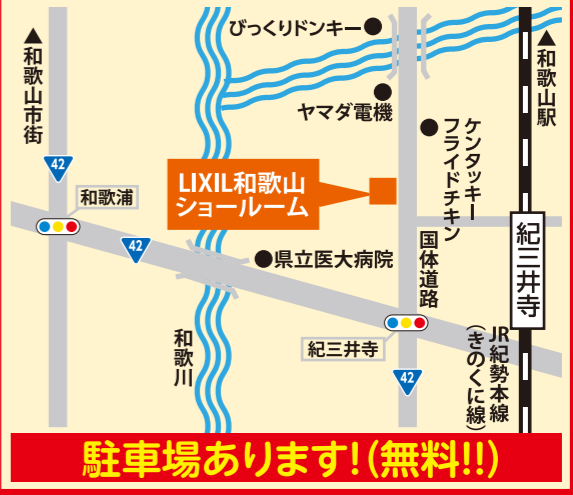 びっくりドンキー
▲和歌山市街
▲和歌山駅
ヤマダ電機
ケンタッキー
フライドチキン
42
和歌浦
LIXIL和歌山
ショールーム
42
県立医大病院
国体道路
紀三井寺
和歌川
紀三井寺
42
JR紀勢本線
(きのくに線)
駐車場あります!(無料!!)